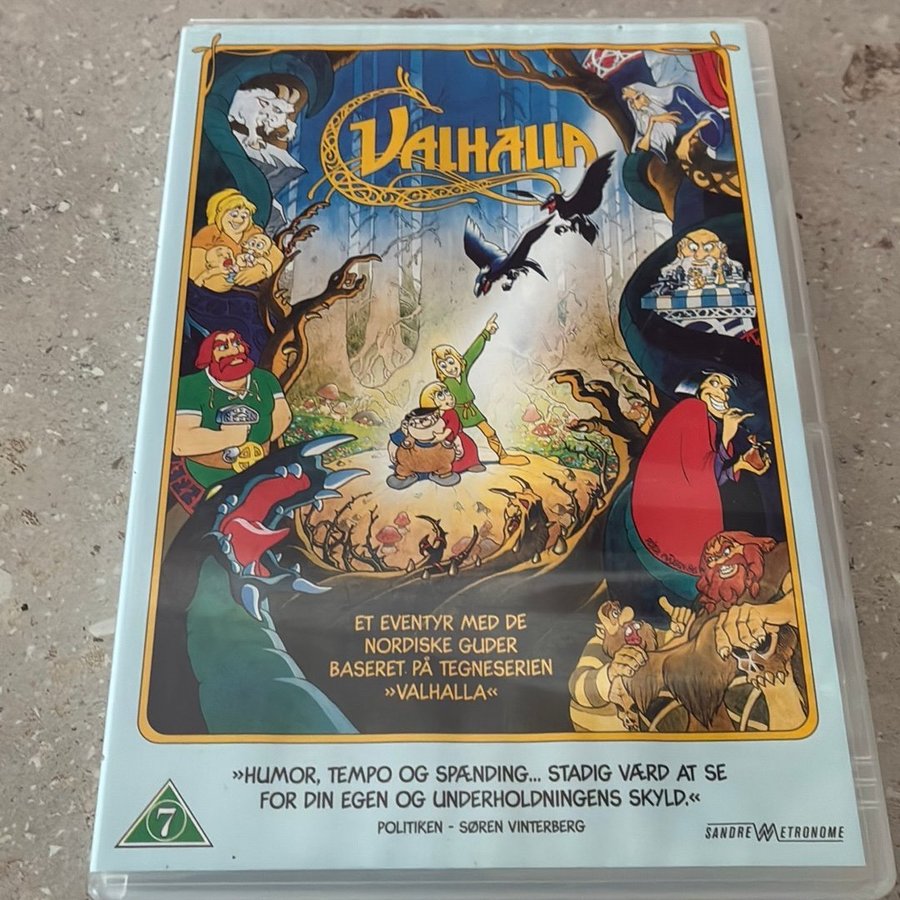 VALHALLA
ET EVENTYR MED DE
NORDISKE GUDER
BASERET PÅ TEGNESERIEN
»VALHALLA«
»HUMOR, TEMPO OG SPÆNDING... STADIG VÆRD AT SE
FOR DIN EGEN OG UNDERHOLDNINGENS SKYLD.«
POLITIKEN - SØREN VINTERBERG
7
SANDREW METRONOME